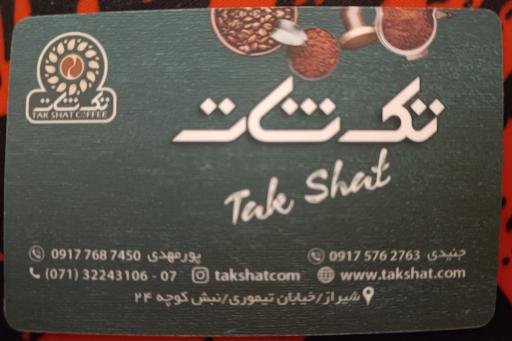 تک شات
TAK SHAT COFFEE
تک شات
Tak Shat
جنیدی 0917 576 2763
پورمهدی 0917 768 7450
www.takshat.com takshatcom (071) 32243106 - 07
شیراز/خیابان تیموری/نبش کوچه ۲۴